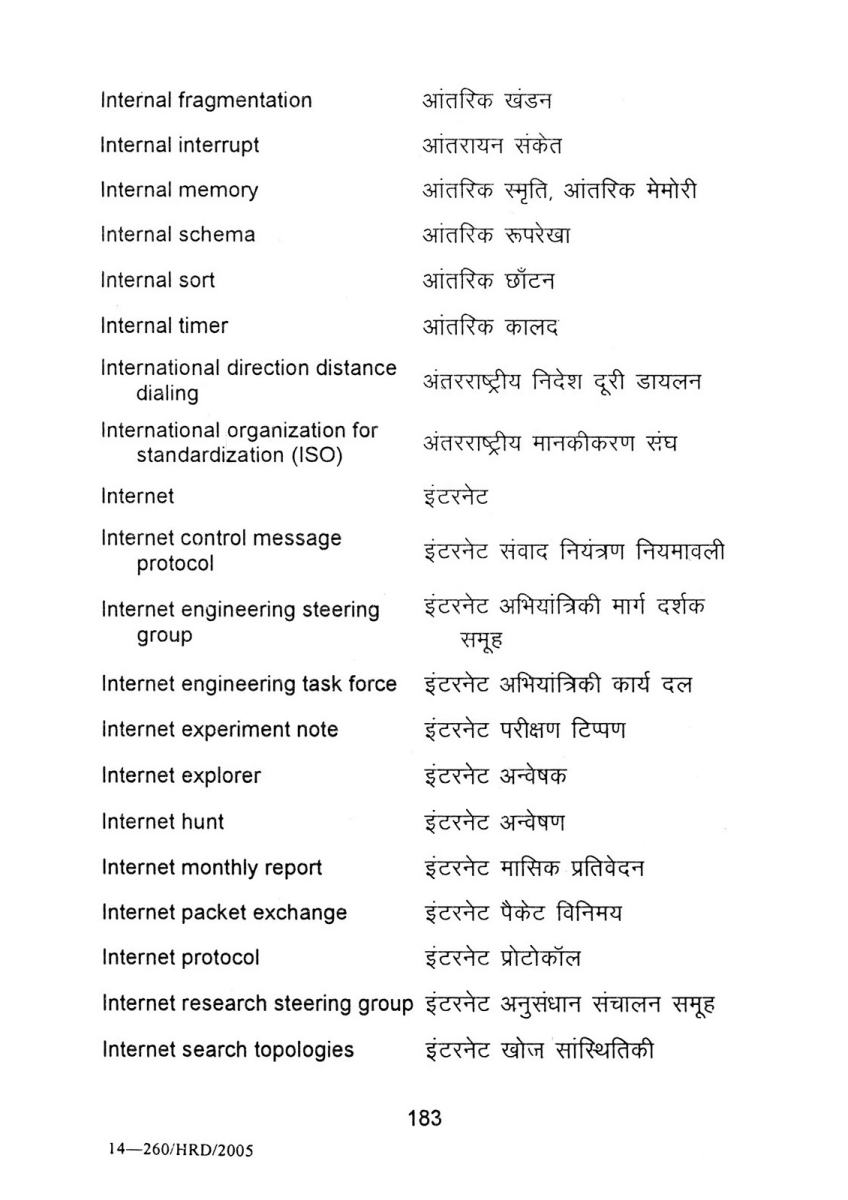 Internal fragmentation आंतरिक खंडन
Internal interrupt आंतरायन संकेत
Internal memory आंतरिक स्मृति, आंतरिक मेमोरी
Internal schema आंतरिक रूपरेखा
Internal sort आंतरिक छाँटन
Internal timer आंतरिक कालद
International direction distance
dialing अंतरराष्ट्रीय निदेश दूरी डायलन
International organization for
standardization (ISO) अंतरराष्ट्रीय मानकीकरण संघ
Internet इंटरनेट
Internet control message
protocol इंटरनेट संवाद नियंत्रण नियमावली
Internet engineering steering इंटरनेट अभियांत्रिकी मार्ग दर्शक
group समूह
Internet engineering task force इंटरनेट अभियांत्रिकी कार्य दल
Internet experiment note इंटरनेट परीक्षण टिप्पण
Internet explorer इंटरनेट अन्वेषक
Internet hunt इंटरनेट अन्वेषण
Internet monthly report इंटरनेट मासिक प्रतिवेदन
Internet packet exchange इंटरनेट पैकेट विनिमय
Internet protocol इंटरनेट प्रोटोकॉल
Internet research steering group इंटरनेट अनुसंधान संचालन समूह
Internet search topologies इंटरनेट खोज सांस्थितिकी
183
14—260/HRD/2005